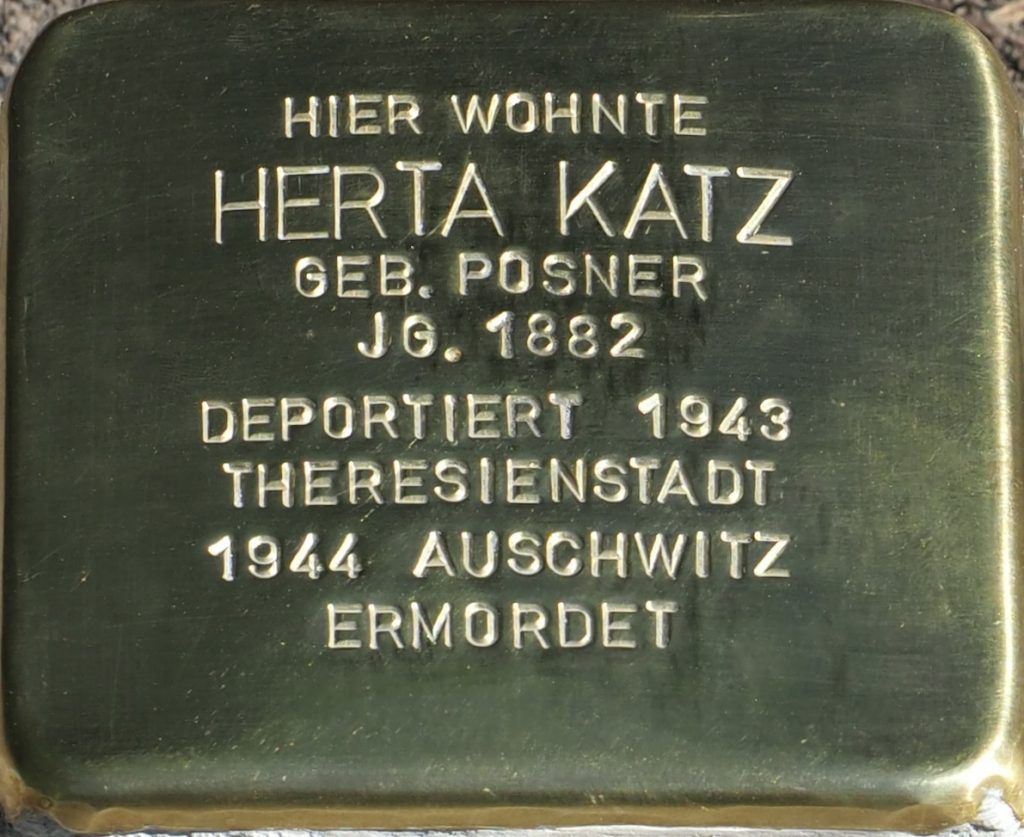 HIER WOHNTE
HERTA KATZ
GEB. POSNER
JG. 1882
DEPORTIERT 1943
THERESIENSTADT
1944 AUSCHWITZ
ERMORDET